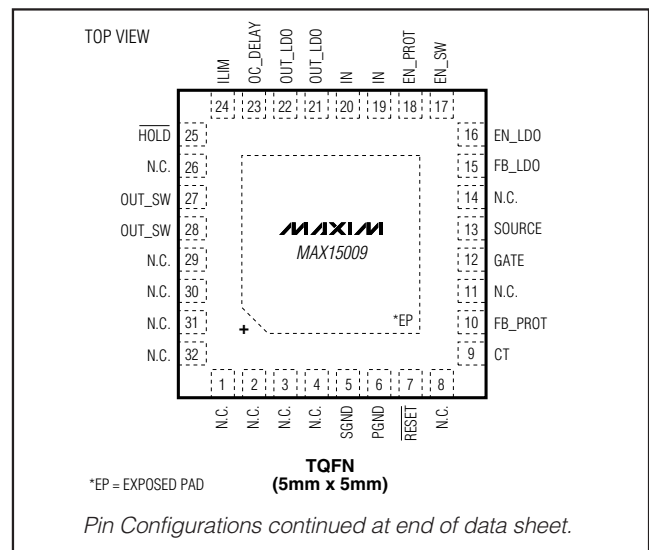 TOP VIEW
ILIM
OC_DELAY
OUT_LDO
OUT_LDO
IN
IN
EN_PROT
EN_SW
24 23 22 21 20 19 18 17
HOLD 25
N.C. 26
OUT_SW 27
OUT_SW 28
N.C. 29
N.C. 30
N.C. 31
N.C. 32
16 EN_LDO
15 FB_LDO
14 N.C.
13 SOURCE
12 GATE
11 N.C.
10 FB_PROT
9 CT
MAXIM
MAX15009
+
*EP
1 2 3 4 5 6 7 8
N.C.
N.C.
N.C.
N.C.
SGND
PGND
RESET
N.C.
TQFN
(5mm x 5mm)
*EP = EXPOSED PAD
Pin Configurations continued at end of data sheet.